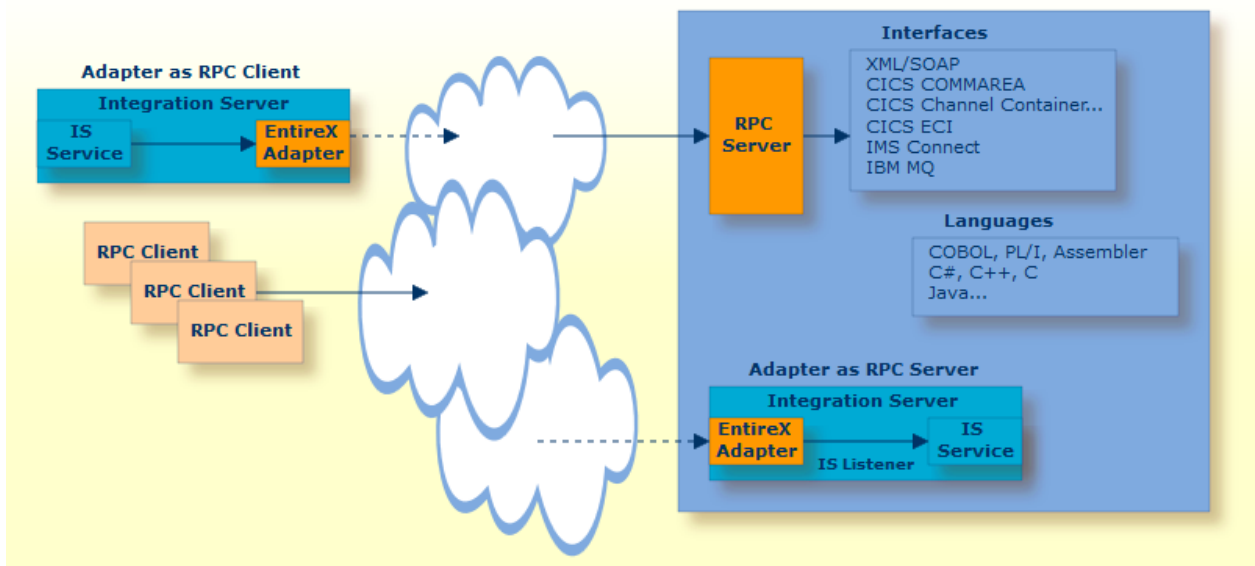 Adapter as RPC Client
Integration Server
IS
Service
EntireX
Adapter
RPC Client
RPC Client
RPC Client
RPC
Server
Interfaces
XML/SOAP
CICS COMMAREA
CICS Channel Container...
CICS ECI
IMS Connect
IBM MQ
Languages
COBOL, PL/I, Assembler
C#, C++, C
Java...
Adapter as RPC Server
Integration Server
EntireX
Adapter
IS Listener
IS
Service